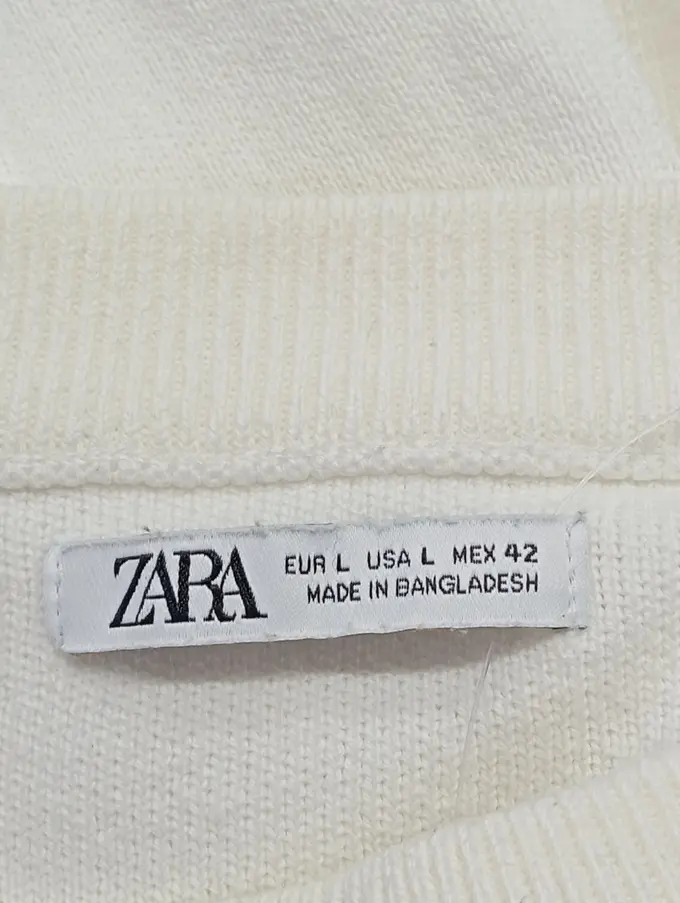 ZARA
EUR L USA L MEX 42
MADE IN BANGLADESH